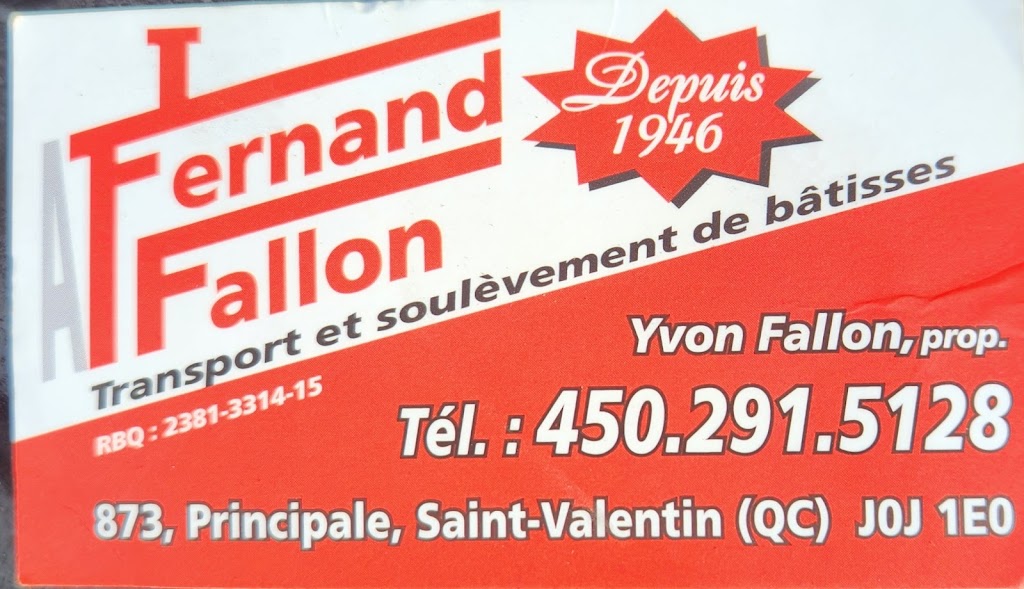 A Fernand
Fallon
Depuis
1946
Transport et soulèvement de bâtisses
RBQ : 2381-3314-15
Yvon Fallon, prop.
Tél. : 450.291.5128
873, Principale, Saint-Valentin (QC) J0J 1E0